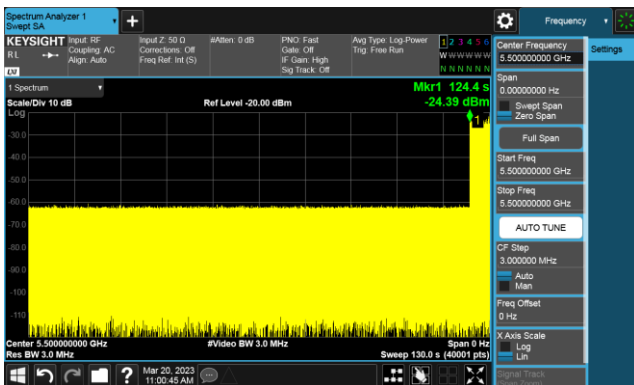 Spectrum Analyzer 1
Swept SA
Frequency
KEYSIGHT
RL
Input: RF
Coupling: AC
Align: Auto
Input Z: 50 Ω
Corrections: Off
Freq Ref: Int (S)
#Atten: 0 dB
PNO: Fast
Gate: Off
IF Gain: High
Sig Track: Off
Avg Type: Log-Power
Trig: Free Run
1 2 3 4 5 6
W W W W W W
N N N N N N
1 Spectrum
Mkr1 124.4 s
-24.39 dBm
Scale/Div 10 dB
Ref Level -20.00 dBm
Log
1
-30.0
-40.0
-50.0
-60.0
-70.0
-80.0
-90.0
-100
-110
Center 5.500000000 GHz
Res BW 3.0 MHz
#Video BW 3.0 MHz
Span 0 Hz
Sweep 130.0 s (40001 pts)
Mar 20, 2023
11:00:45 AM
Center Frequency
5.500000000 GHz
Span
0.00000000 Hz
Swept Span
Zero Span
Full Span
Start Freq
5.500000000 GHz
Stop Freq
5.500000000 GHz
AUTO TUNE
CF Step
3.000000 MHz
Auto
Man
Freq Offset
0 Hz
X Axis Scale
Log
Lin
Signal Track
(Span Zoom)
Settings